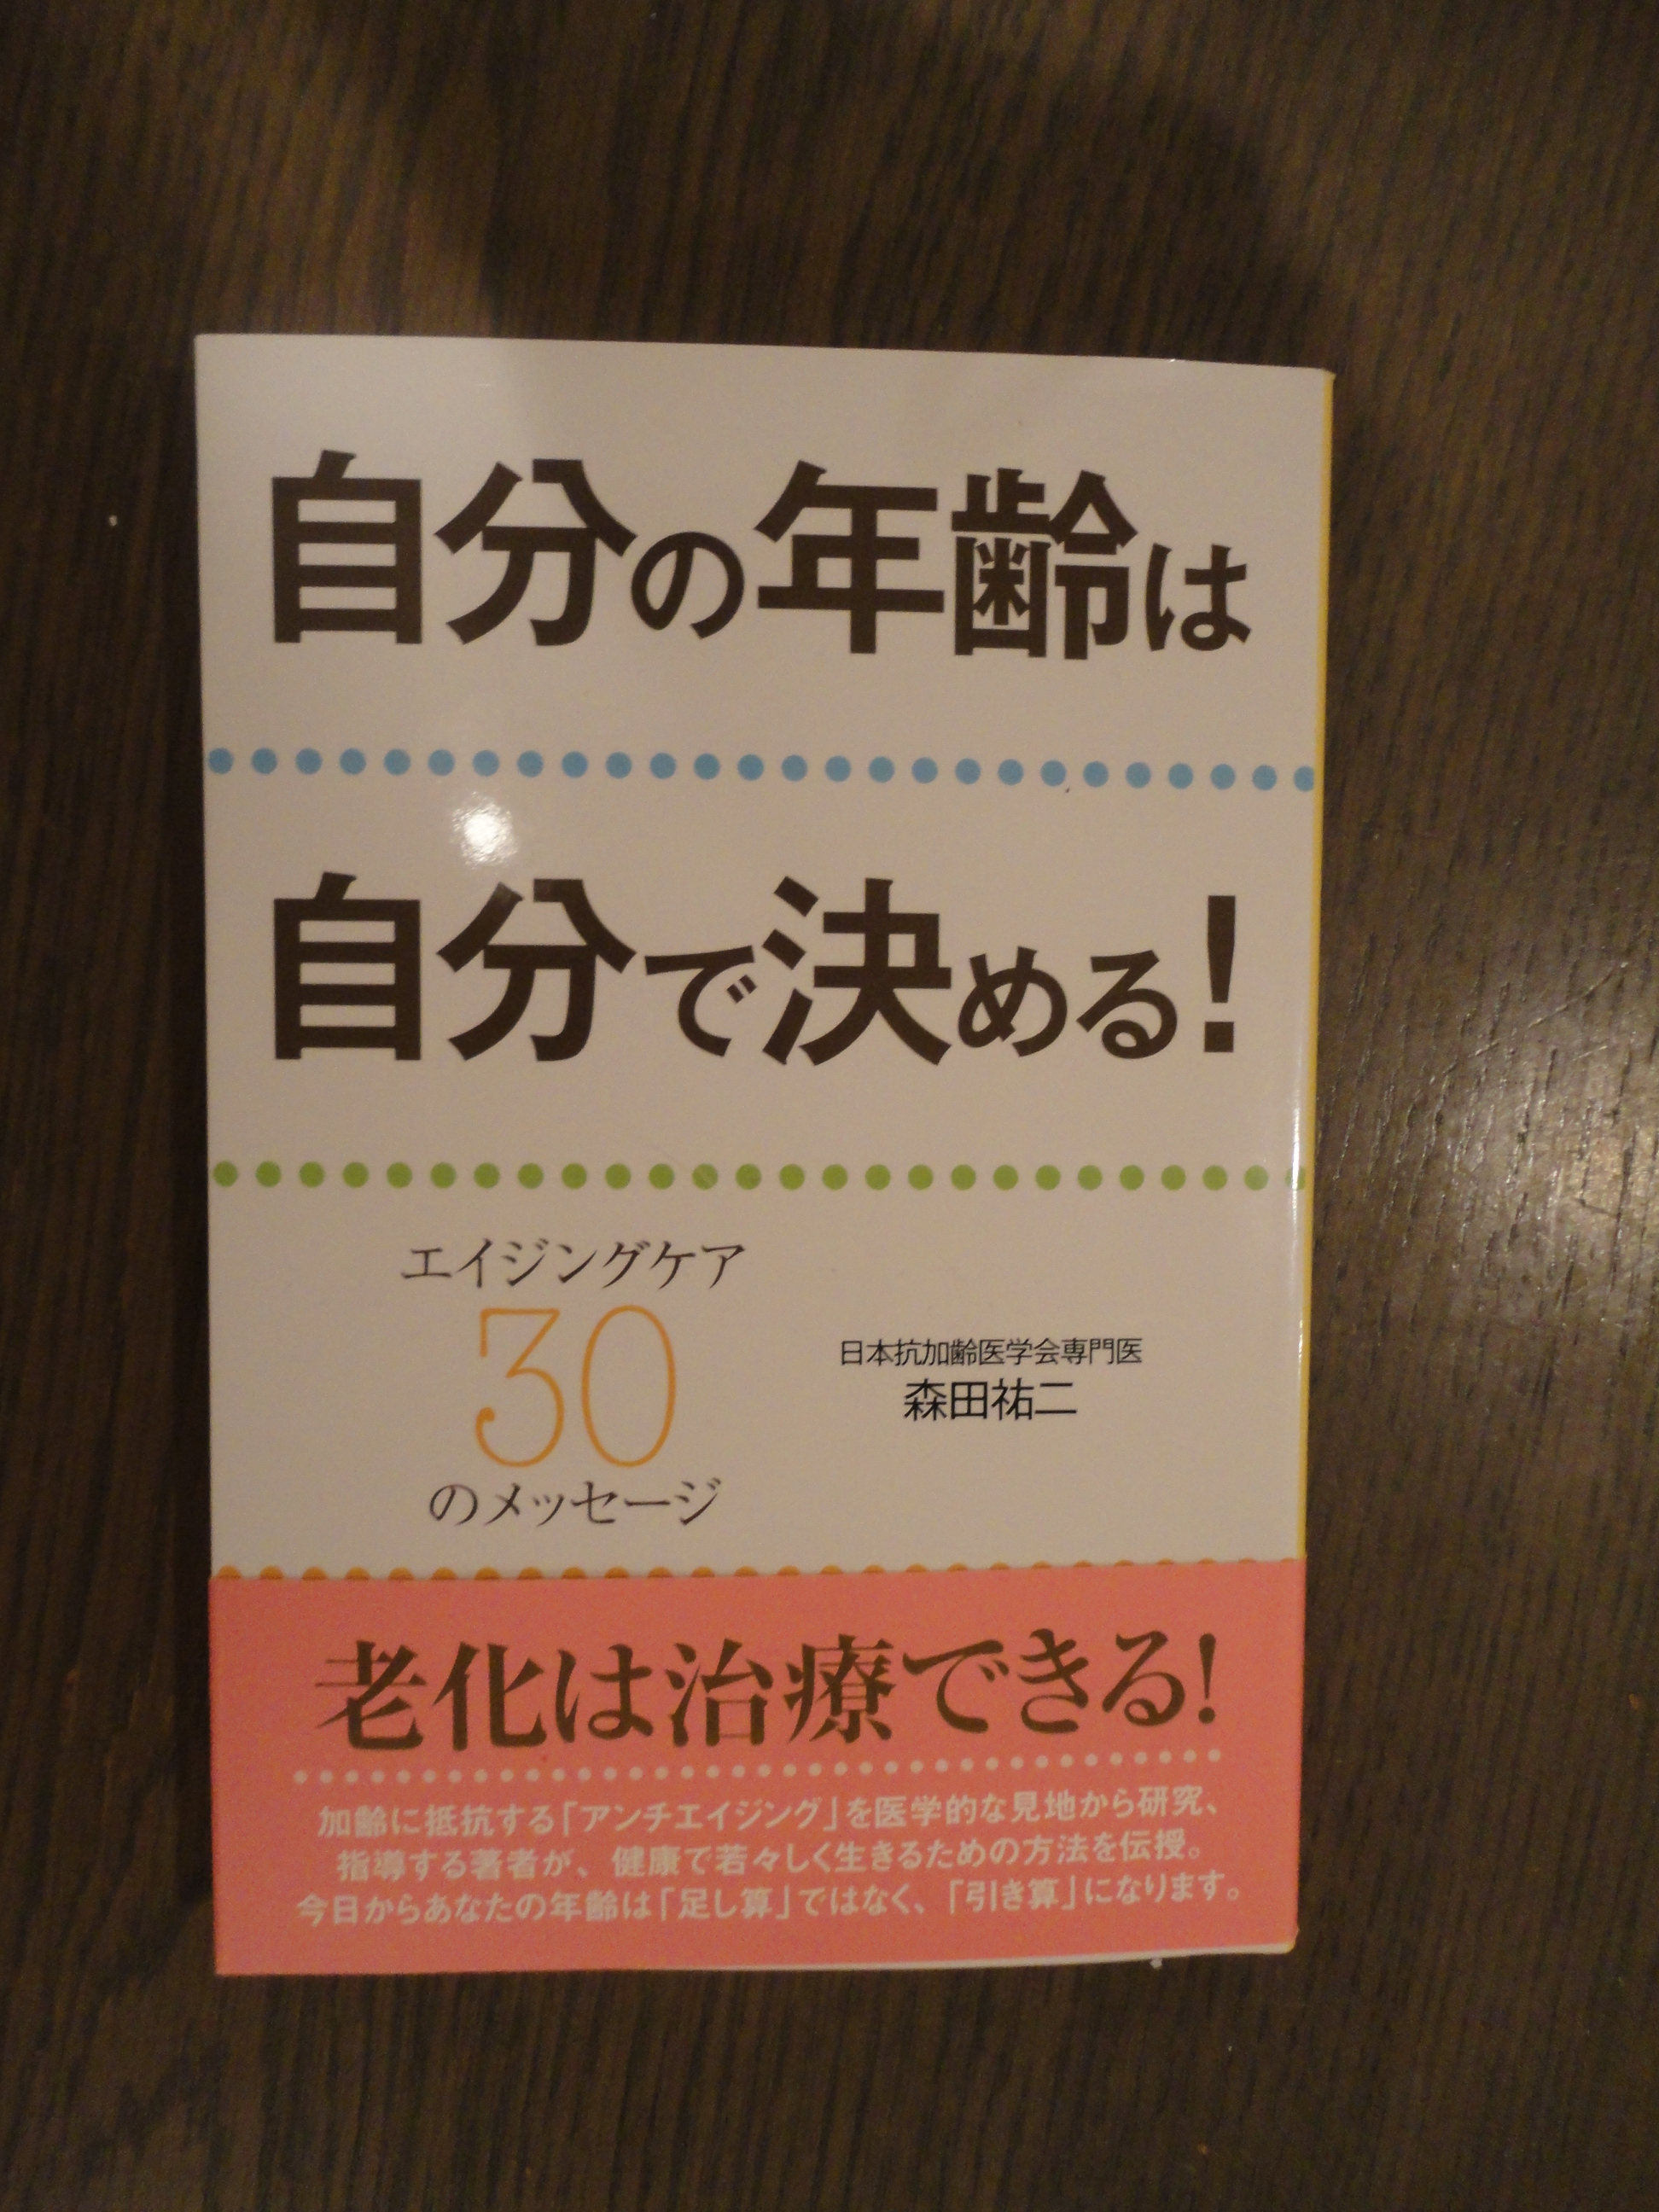 自分の年齢は
自分で決める!
エイジングケア
30
のメッセージ
日本抗加齢医学会専門医
森田祐二
老化は治療できる!
加齢に抵抗する「アンチエイジング」を医学的な見地から研究、
指導する著者が、健康で若々しく生きるための方法を伝授。
今日からあなたの年齢は「足し算」ではなく、「引き算」になります。